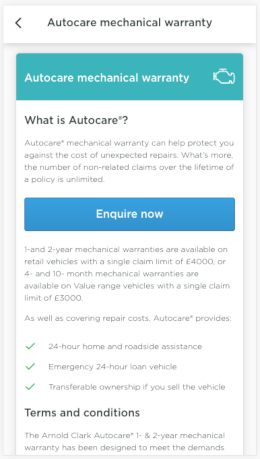 Autocare mechanical warranty
Autocare mechanical warranty
What is Autocare®?
Autocare® mechanical warranty can help protect you
against the cost of unexpected repairs. What's more,
the number of non-related claims over the lifetime of
a policy is unlimited.
Enquire now
1-and 2-year mechanical warranties are available on
retail vehicles with a single claim limit of £4000, or
4- and 10- month mechanical warranties are
available on Value range vehicles with a single claim
limit of £3000.
As well as covering repair costs, Autocare® provides:
24-hour home and roadside assistance
Emergency 24-hour loan vehicle
Transferable ownership if you sell the vehicle
Terms and conditions
The Arnold Clark Autocare® 1- & 2-year mechanical
warranty has been designed to meet the demands